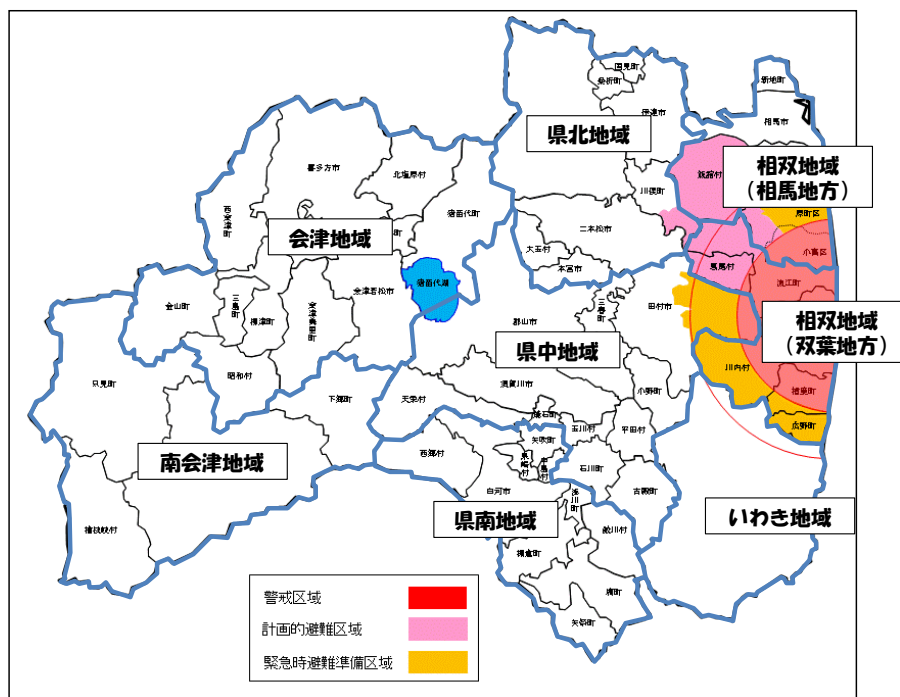 国見町
桑折町
新地町
伊達市
相馬市
県北地域
喜多方市
北塩原村
飯舘村
相双地域
(相馬地方)
川俣町
西会津町
猪苗代町
原町区
会津地域
二本松市
大玉村
小高区
本宮市
葛尾村
浪江町
猪苗代湖
会津若松市
金山町
三島町
柳津町
会津美里町
三春町
田村市
郡山市
相双地域
(双葉地方)
県中地域
川内村
昭和村
只見町
須賀川市
小野町
楢葉町
下郷町
天栄村
鏡石町
玉川村
平田村
広野町
矢吹町
西郷村
泉崎村
中島村
石川町
南会津地域
白河市
浅川町
古殿町
県南地域
いわき地域
檜枝岐村
鮫川村
棚倉町
塙町
矢祭町
警戒区域
計画的避難区域
緊急時避難準備区域